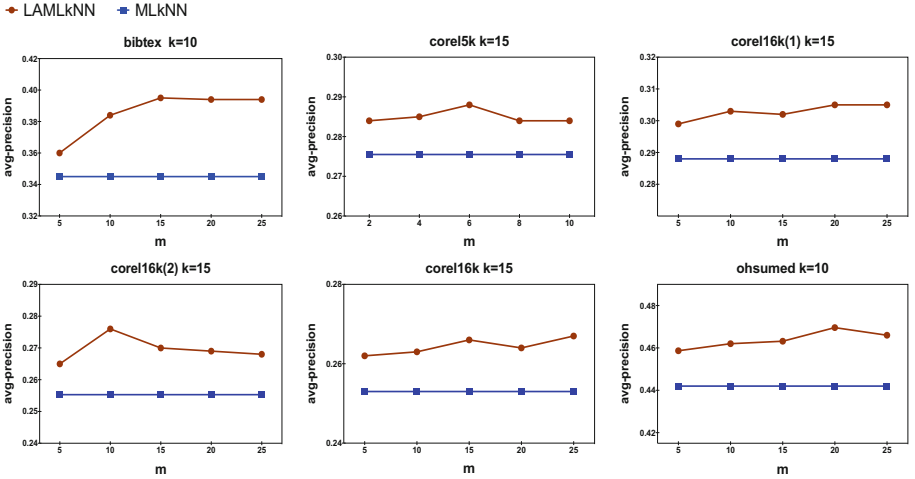 LAMLkNN MLkNN
bibtex k=10
avg-precision
0.42
0.40
0.38
0.36
0.34
0.32
5 10 15 20 25
m
corel5k k=15
avg-precision
0.30
0.29
0.28
0.27
0.26
2 4 6 8 10
m
corel16k(1) k=15
avg-precision
0.32
0.31
0.30
0.29
0.28
5 10 15 20 25
m
corel16k(2) k=15
avg-precision
0.29
0.28
0.27
0.26
0.25
0.24
5 10 15 20 25
m
corel16k k=15
avg-precision
0.28
0.26
0.24
5 10 15 20 25
m
ohsumed k=10
avg-precision
0.48
0.46
0.44
0.42
5 10 15 20 25
m